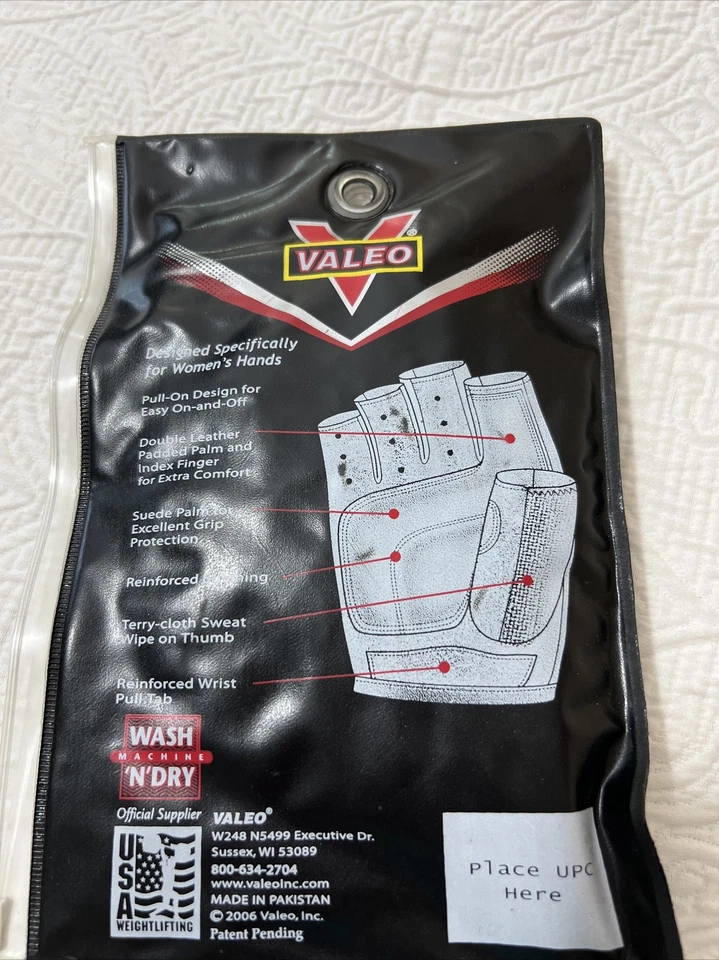 VALEO®
Designed Specifically
for Women's Hands
Pull-On Design for
Easy On-and-Off
Double Leather
Padded Palm and
Index Finger
for Extra Comfort
Suede Palm for
Excellent Grip
Protection
Reinforced
Terry-cloth Sweat
Wipe on Thumb
Reinforced Wrist
Pull Tab
WASH
MACHINE
'N'DRY
Official Supplier
USA
WEIGHTLIFTING
VALEO®
W248 N5499 Executive Dr.
Sussex, WI 53089
800-634-2704
www.valeoinc.com
MADE IN PAKISTAN
© 2006 Valeo, Inc.
Patent Pending
Place UPC
Here